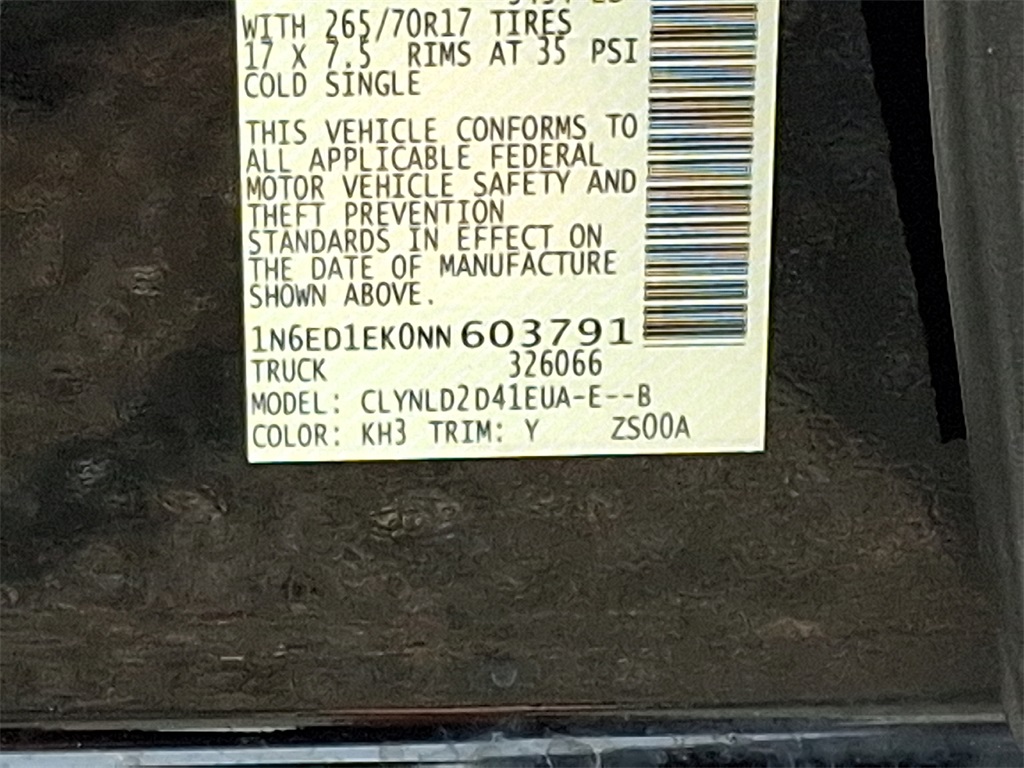 WITH 265/70R17 TIRES
17 X 7.5 RIMS AT 35 PSI
COLD SINGLE
THIS VEHICLE CONFORMS TO
ALL APPLICABLE FEDERAL
MOTOR VEHICLE SAFETY AND
THEFT PREVENTION
STANDARDS IN EFFECT ON
THE DATE OF MANUFACTURE
SHOWN ABOVE.
1N6ED1EK0NN 603791
TRUCK 326066
MODEL: CLYNLD2D41EUA-E--B
COLOR: KH3 TRIM: Y ZS00A